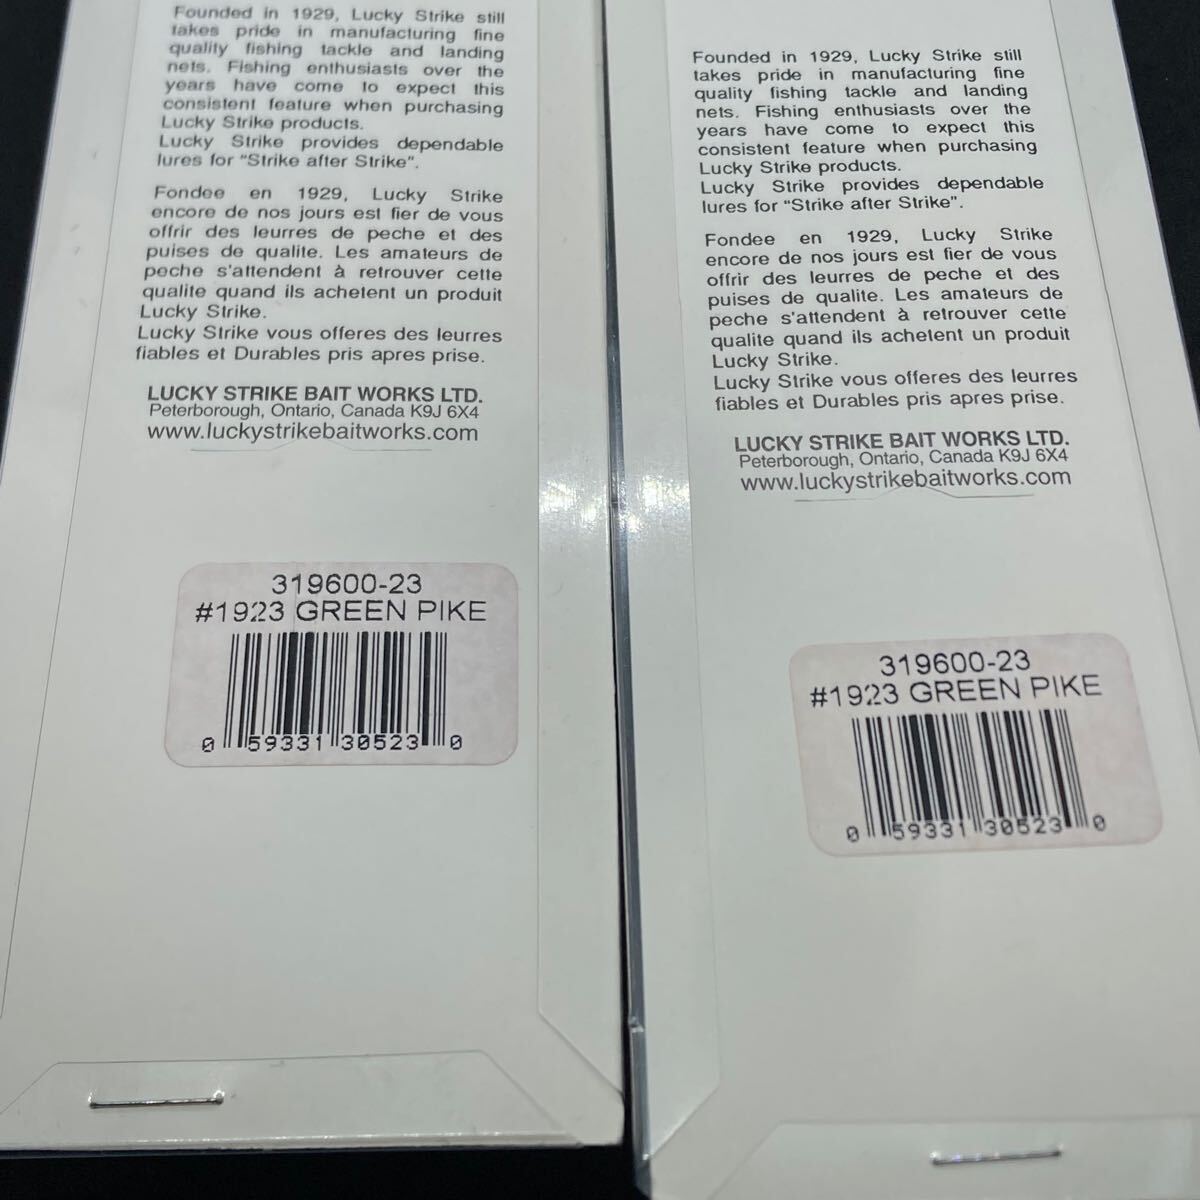 Founded in 1929, Lucky Strike still
takes pride in manufacturing fine
quality fishing tackle and landing
nets. Fishing enthusiasts over the
years have come to expect this
consistent feature when purchasing
Lucky Strike products.
Lucky Strike provides dependable
lures for "Strike after Strike".
Fondee en 1929, Lucky Strike
encore de nos jours est fier de vous
offrir des leurres de peche et des
puises de qualite. Les amateurs de
peche s'attendent à retrouver cette
qualite quand ils achetent un produit
Lucky Strike.
Lucky Strike vous offeres des leurres
fiables et Durables pris apres prise.
LUCKY STRIKE BAIT WORKS LTD.
Peterborough, Ontario, Canada K9J 6X4
www.luckystrikebaitworks.com
319600-23
#1923 GREEN PIKE
0 59331 30523 0
Founded in 1929, Lucky Strike still
takes pride in manufacturing fine
quality fishing tackle and landing
nets. Fishing enthusiasts over the
years have come to expect this
consistent feature when purchasing
Lucky Strike products.
Lucky Strike provides dependable
lures for "Strike after Strike".
Fondee en 1929, Lucky Strike
encore de nos jours est fier de vous
offrir des leurres de peche et des
puises de qualite. Les amateurs de
peche s'attendent à retrouver cette
qualite quand ils achetent un produit
Lucky Strike.
Lucky Strike vous offeres des leurres
fiables et Durables pris apres prise.
LUCKY STRIKE BAIT WORKS LTD.
Peterborough, Ontario, Canada K9J 6X4
www.luckystrikebaitworks.com
319600-23
#1923 GREEN PIKE
0 59331 30523 0